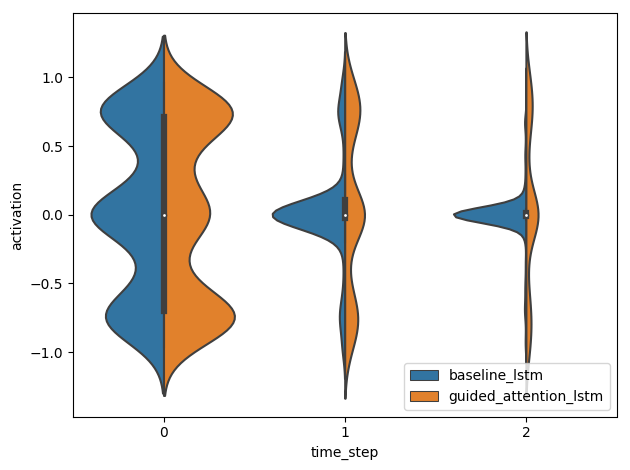 1.0
0.5
0.0
−0.5
−1.0
activation
0
1
2
time_step
baseline_lstm
guided_attention_lstm